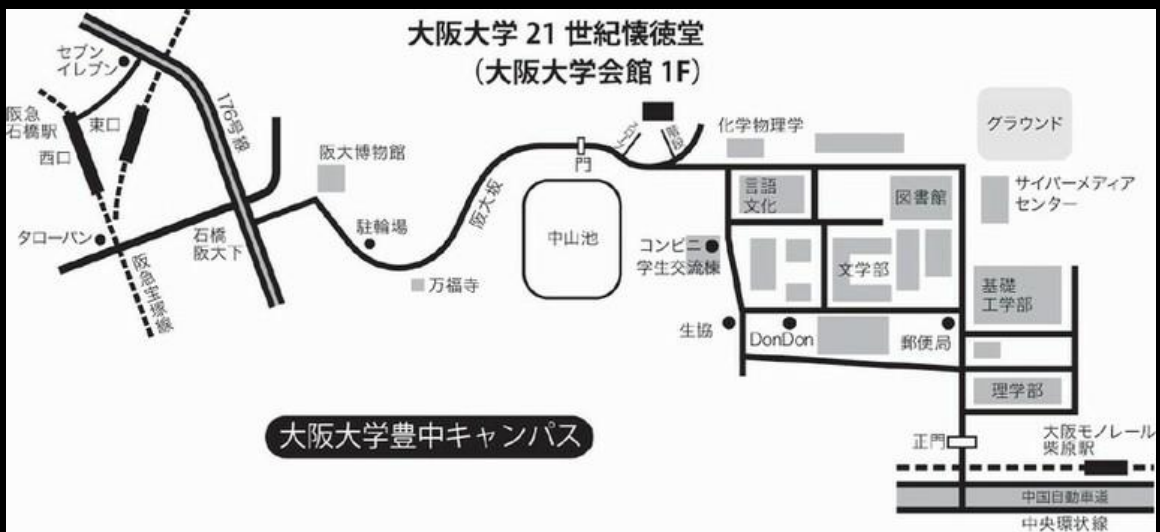 大阪大学 21 世紀懐徳堂
（大阪大学会館 1F）
セブン
イレブン
阪急
石橋駅
東口
西口
176号線
タローパン
石橋
阪大下
阪急宝塚線
阪大博物館
駐輪場
万福寺
阪大坂
門
中山池
化学物理学
グラウンド
言語
文化
図書館
サイバーメディア
センター
コンビニ
学生交流棟
文学部
基礎
工学部
生協
DonDon
郵便局
理学部
大阪大学豊中キャンパス
正門
大阪モノレール
柴原駅
中国自動車道
中央環状線